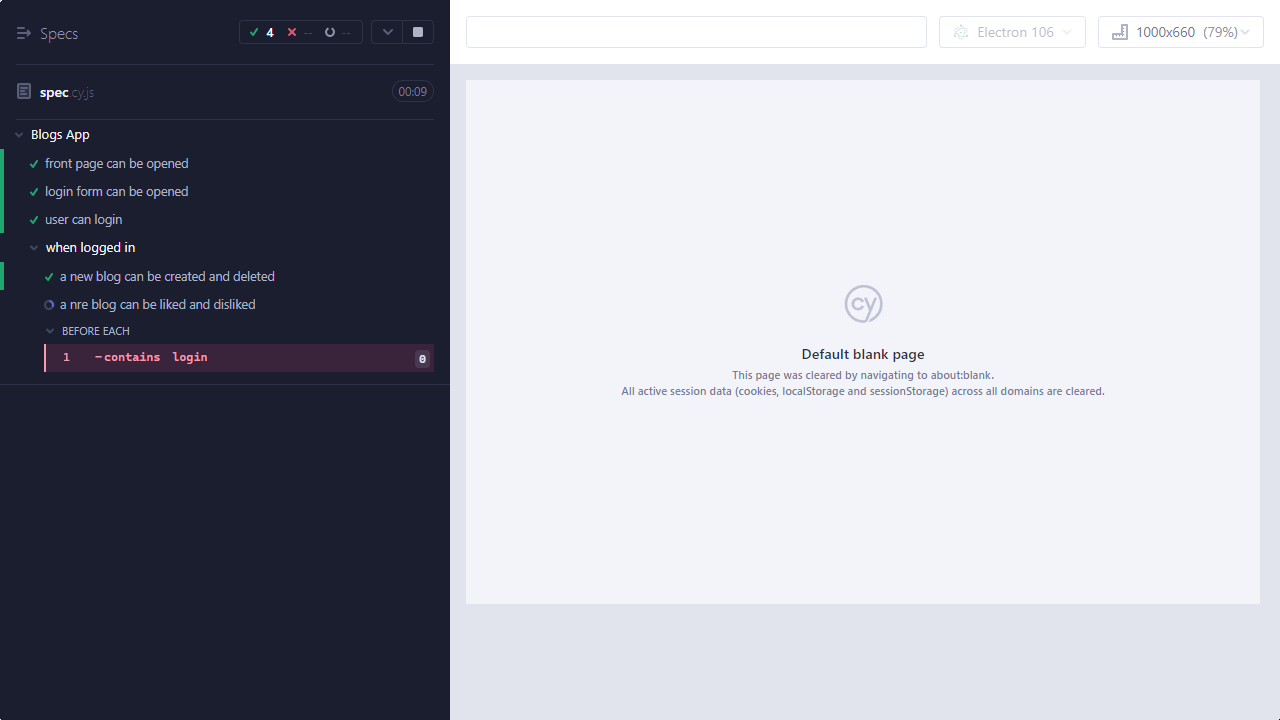 Specs
4 -- --
spec.cy.js
00:09
Blogs App
front page can be opened
login form can be opened
user can login
when logged in
a new blog can be created and deleted
a nre blog can be liked and disliked
BEFORE EACH
1 -contains login 0
Electron 106
1000x660 (79%)
cy
Default blank page
This page was cleared by navigating to about:blank.
All active session data (cookies, localStorage and sessionStorage) across all domains are cleared.